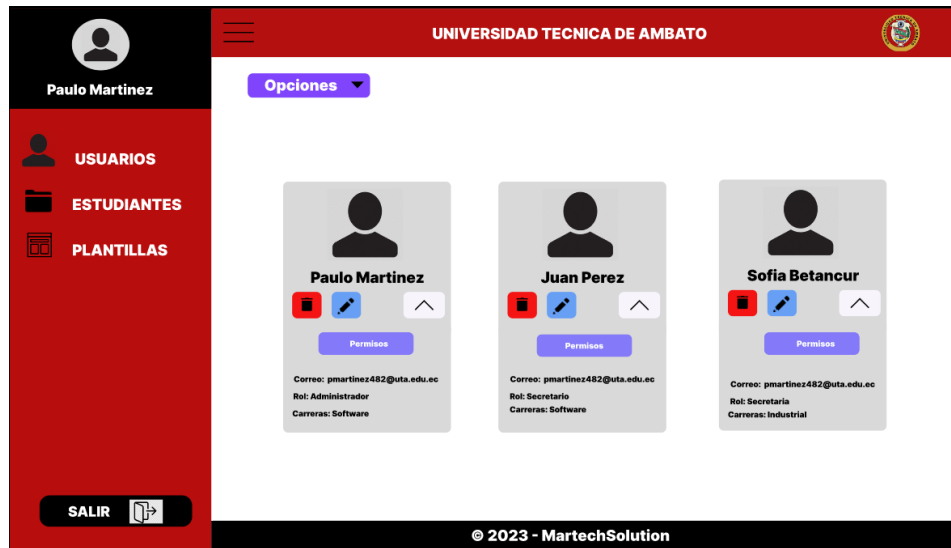 UNIVERSIDAD TECNICA DE AMBATO
Paulo Martinez
Opciones
USUARIOS
ESTUDIANTES
PLANTILLAS
SALIR
Paulo Martinez
Permisos
Correo: pmartinez482@uta.edu.ec
Rol: Administrador
Carreras: Software
Juan Perez
Permisos
Correo: pmartinez482@uta.edu.ec
Rol: Secretario
Carreras: Software
Sofia Betancur
Permisos
Correo: pmartinez482@uta.edu.ec
Rol: Secretaria
Carreras: Industrial
© 2023 - MartechSolution